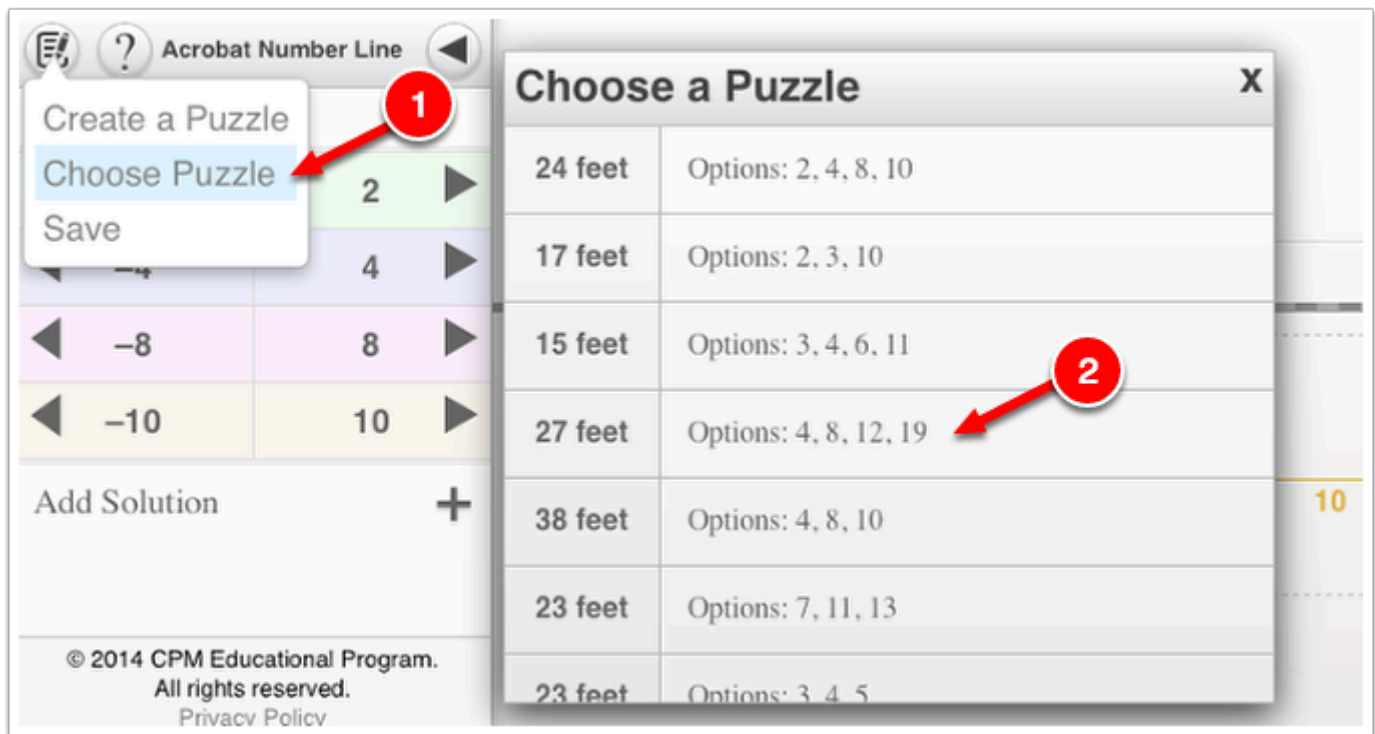 ? Acrobat Number Line
Create a Puzzle
Choose Puzzle
Save
1
2
–4 4
–8 8
–10 10
Add Solution +
© 2014 CPM Educational Program.
All rights reserved.
Privacy Policy
Choose a Puzzle X
24 feet Options: 2, 4, 8, 10
17 feet Options: 2, 3, 10
15 feet Options: 3, 4, 6, 11
2
27 feet Options: 4, 8, 12, 19
38 feet Options: 4, 8, 10
23 feet Options: 7, 11, 13
23 feet Options: 3, 4, 5
10